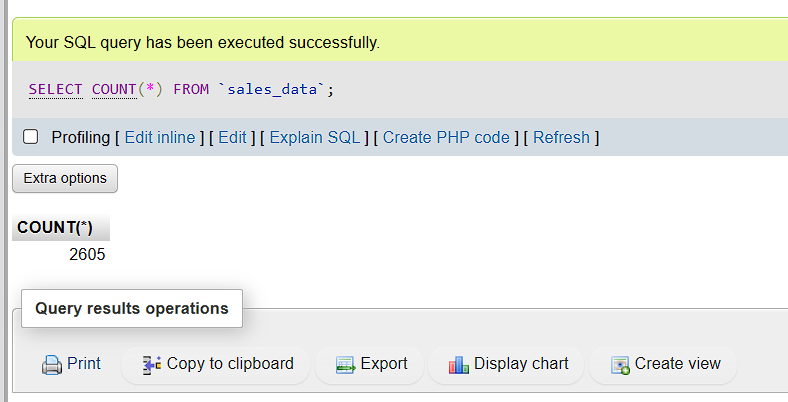 Your SQL query has been executed successfully.
SELECT COUNT(*) FROM `sales_data`;
Profiling [ Edit inline ] [ Edit ] [ Explain SQL ] [ Create PHP code ] [ Refresh ]
Extra options
COUNT(*)
2605
Query results operations
Print Copy to clipboard Export Display chart Create view